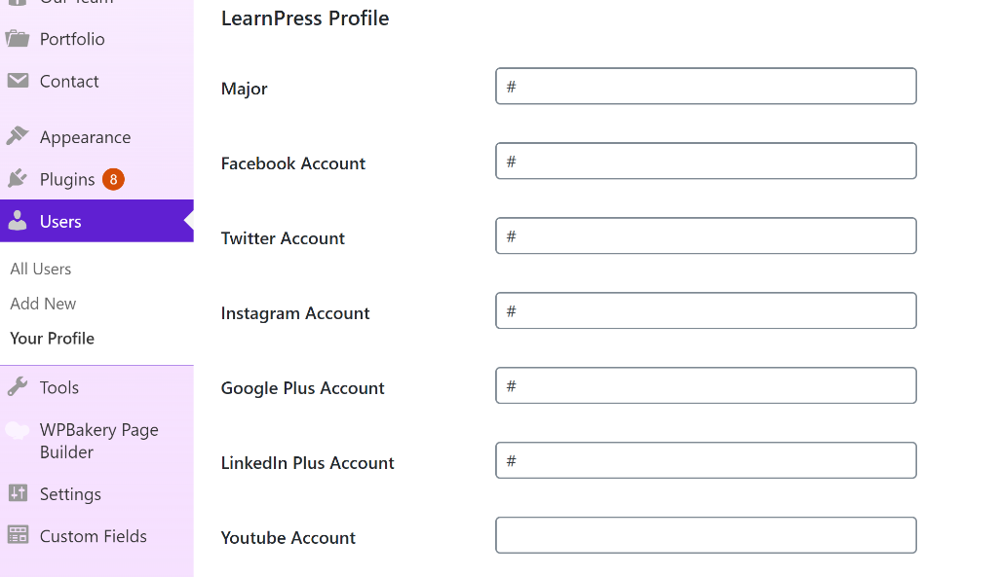 Our Team
Portfolio
Contact
Appearance
Plugins 8
Users
All Users
Add New
Your Profile
Tools
WPBakery Page
Builder
Settings
Custom Fields
LearnPress Profile
Major #
Facebook Account #
Twitter Account #
Instagram Account #
Google Plus Account #
LinkedIn Plus Account #
Youtube Account